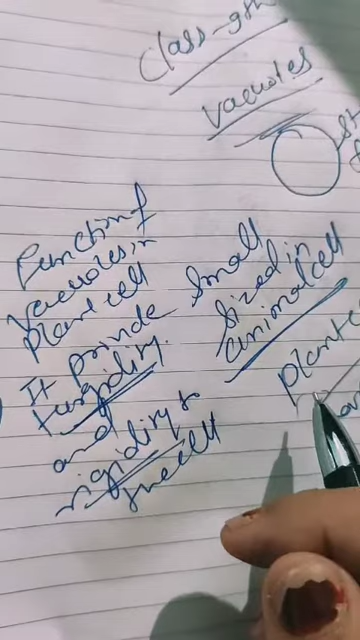 Class-9th
Vacuoles
Function of
Vacuoles in
Plant cell
It provide
turgidity.
and
rigidity to
the cell
Small
Sized in
animal cell
Plant